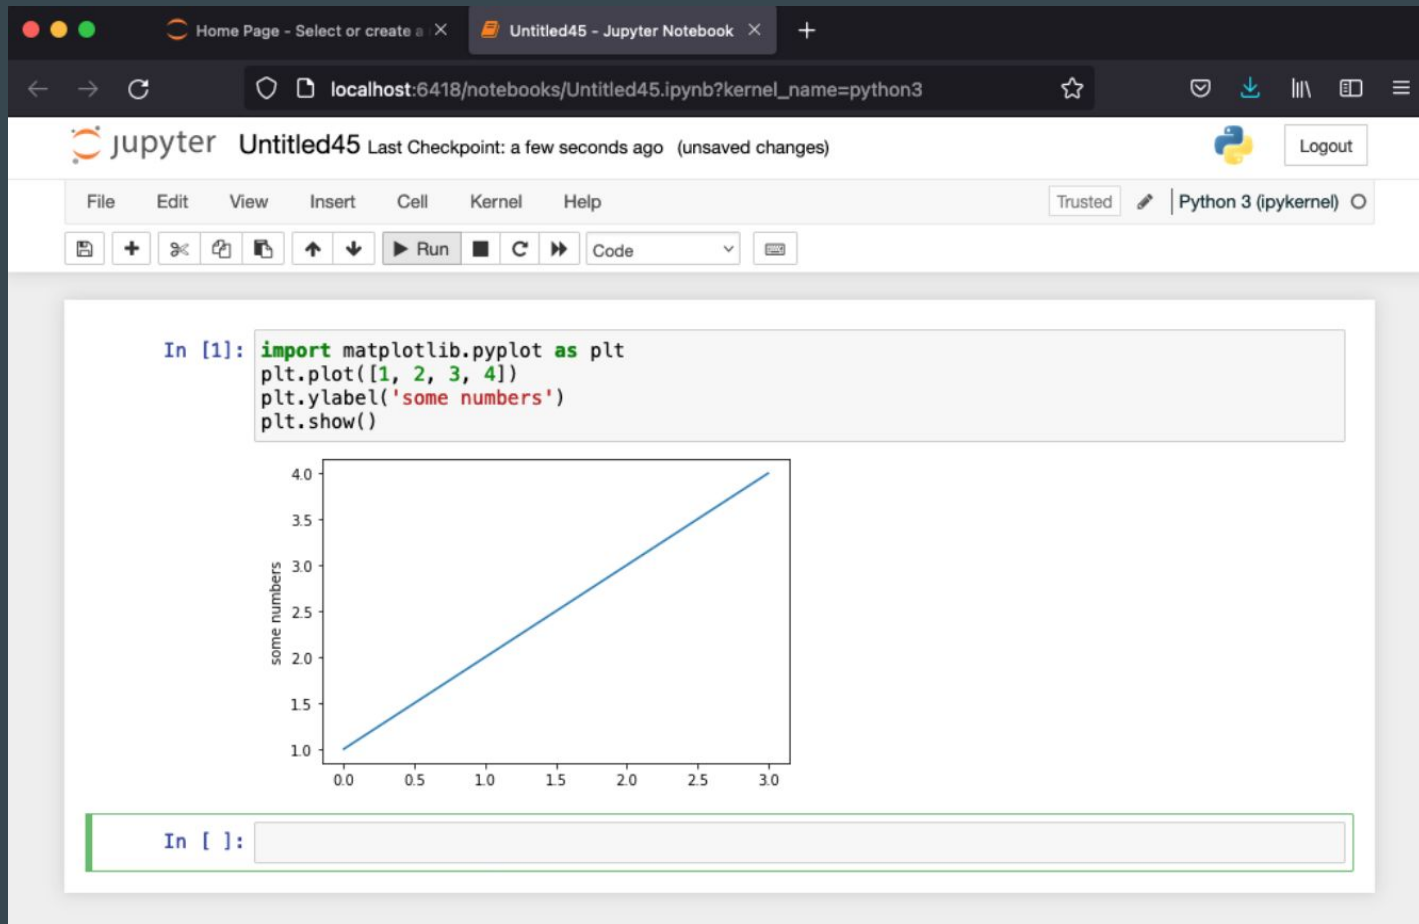 Home Page - Select or create a
Untitled45 - Jupyter Notebook
localhost:6418/notebooks/Untitled45.ipynb?kernel_name=python3
jupyter Untitled45 Last Checkpoint: a few seconds ago (unsaved changes)
Logout
File Edit View Insert Cell Kernel Help
Trusted Python 3 (ipykernel)
Run Code
In [1]: import matplotlib.pyplot as plt
plt.plot([1, 2, 3, 4])
plt.ylabel('some numbers')
plt.show()
4.0
3.5
3.0
2.5
2.0
1.5
1.0
some numbers
0.0 0.5 1.0 1.5 2.0 2.5 3.0
In [ ]: